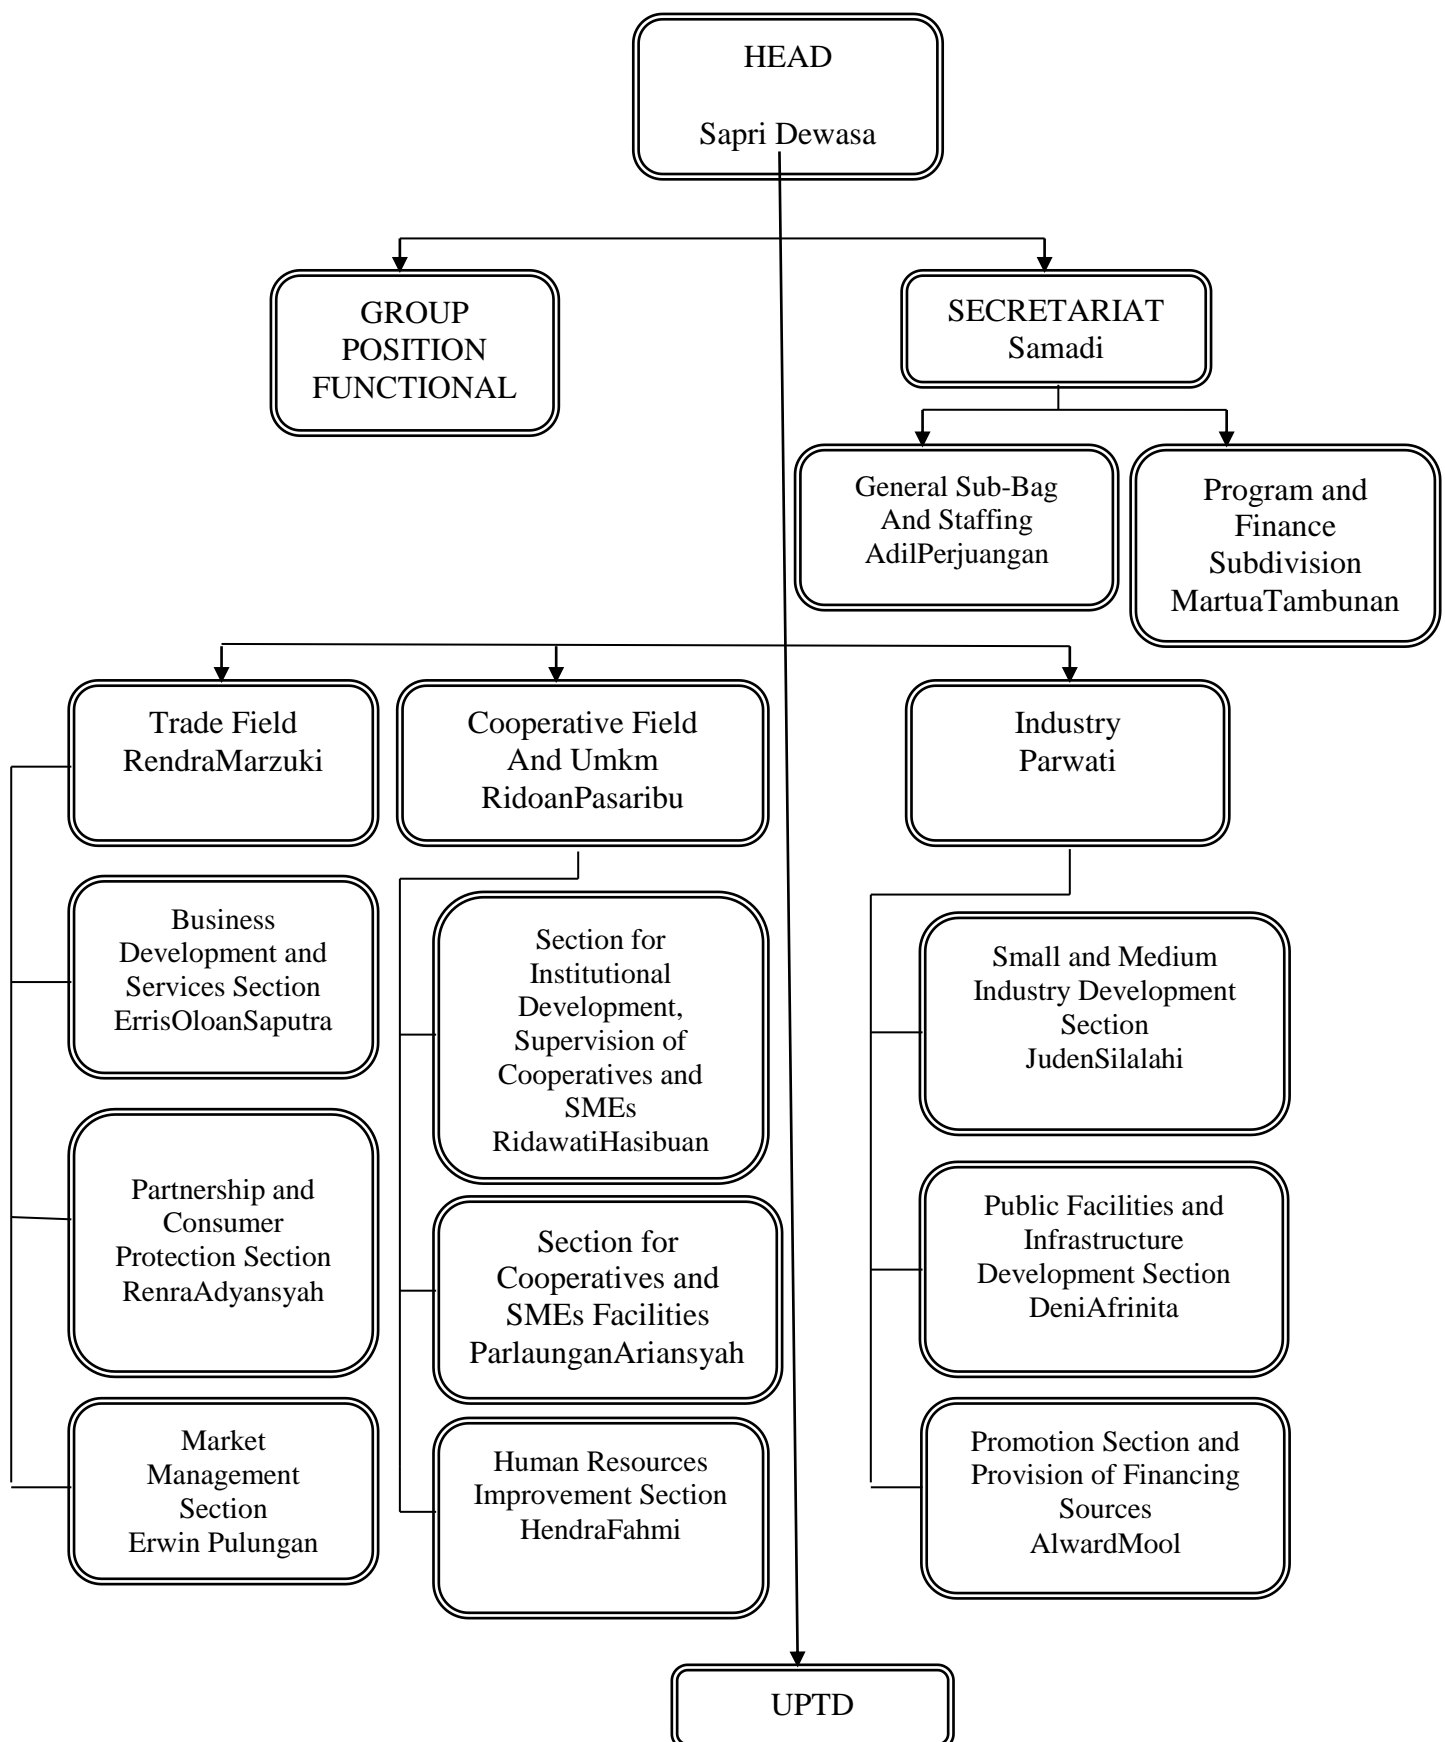 HEAD
Sapri Dewasa
GROUP
POSITION
FUNCTIONAL
SECRETARIAT
Samadi
General Sub-Bag
And Staffing
AdilPerjuangan
Program and
Finance
Subdivision
MartuaTambunan
Trade Field
RendraMarzuki
Cooperative Field
And Umkm
RidoanPasaribu
Industry
Parwati
Business
Development and
Services Section
ErrisOloanSaputra
Partnership and
Consumer
Protection Section
RenraAdyansyah
Market
Management
Section
Erwin Pulungan
Section for
Institutional
Development,
Supervision of
Cooperatives and
SMEs
RidawatiHasibuan
Section for
Cooperatives and
SMEs Facilities
ParlaunganAriansyah
Human Resources
Improvement Section
HendraFahmi
Small and Medium
Industry Development
Section
JudenSilalahi
Public Facilities and
Infrastructure
Development Section
DeniAfrinita
Promotion Section and
Provision of Financing
Sources
AlwardMool
UPTD